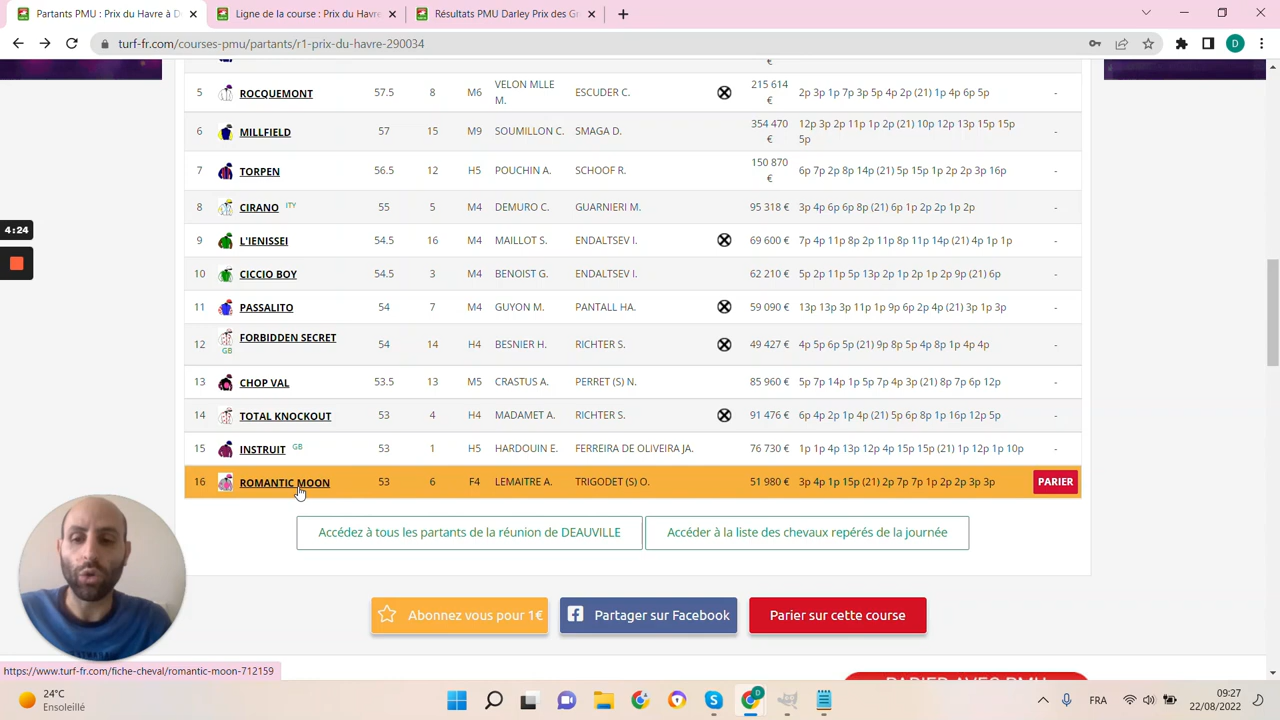 Partants PMU : Prix du Havre à D
Ligne de la course : Prix du Havre
Résultats PMU Darley Prix des Gr
turf-fr.com/courses-pmu/partants/r1-prix-du-havre-290034
D
€
5 ROCQUEMONT 57.5 8 M6 VELON MLLE M. ESCUDER C. 215 614 € 2p 3p 1p 7p 3p 5p 4p 2p (21) 1p 4p 6p 5p -
6 MILLFIELD 57 15 M9 SOUMILLON C. SMAGA D. 354 470 € 12p 3p 2p 11p 1p 2p (21) 10p 12p 13p 15p 15p 5p -
7 TORPEN 56.5 12 H5 POUCHIN A. SCHOOF R. 150 870 € 6p 7p 2p 8p 14p (21) 5p 15p 1p 2p 2p 3p 16p -
8 CIRANO ITY 55 5 M4 DEMURO C. GUARNIERI M. 95 318 € 3p 4p 6p 6p 8p (21) 6p 1p 2p 2p 1p 2p -
9 L'IENISSEI 54.5 16 M4 MAILLOT S. ENDALTSEV I. 69 600 € 7p 4p 11p 8p 2p 11p 8p 11p 14p (21) 4p 1p 1p -
10 CICCIO BOY 54.5 3 M4 BENOIST G. ENDALTSEV I. 62 210 € 5p 2p 11p 5p 13p 2p 1p 2p 1p 2p 9p (21) 6p -
11 PASSALITO 54 7 M4 GUYON M. PANTALL HA. 59 090 € 13p 13p 3p 11p 1p 9p 6p 2p 4p (21) 3p 1p 3p -
12 FORBIDDEN SECRET GB 54 14 H4 BESNIER H. RICHTER S. 49 427 € 4p 5p 6p 5p (21) 9p 8p 5p 4p 8p 1p 4p 4p -
13 CHOP VAL 53.5 13 M5 CRASTUS A. PERRET (S) N. 85 960 € 5p 7p 14p 1p 5p 7p 4p 3p (21) 8p 7p 6p 12p -
14 TOTAL KNOCKOUT 53 4 H4 MADAMET A. RICHTER S. 91 476 € 6p 4p 2p 1p 4p (21) 5p 6p 8p 1p 16p 12p 5p -
15 INSTRUIT GB 53 1 H5 HARDOUIN E. FERREIRA DE OLIVEIRA JA. 76 730 € 1p 1p 4p 13p 12p 4p 15p 15p (21) 1p 12p 1p 10p -
16 ROMANTIC MOON 53 6 F4 LEMAITRE A. TRIGODET (S) O. 51 980 € 3p 4p 1p 15p (21) 2p 7p 7p 1p 2p 2p 3p 3p PARIER
4:24
Accédez à tous les partants de la réunion de DEAUVILLE
Accéder à la liste des chevaux repérés de la journée
Abonnez vous pour 1€
Partager sur Facebook
Parier sur cette course
https://www.turf-fr.com/fiche-cheval/romantic-moon-712159
PARIER AVEC PMU
24°C
Ensoleillé
FRA
09:27
22/08/2022